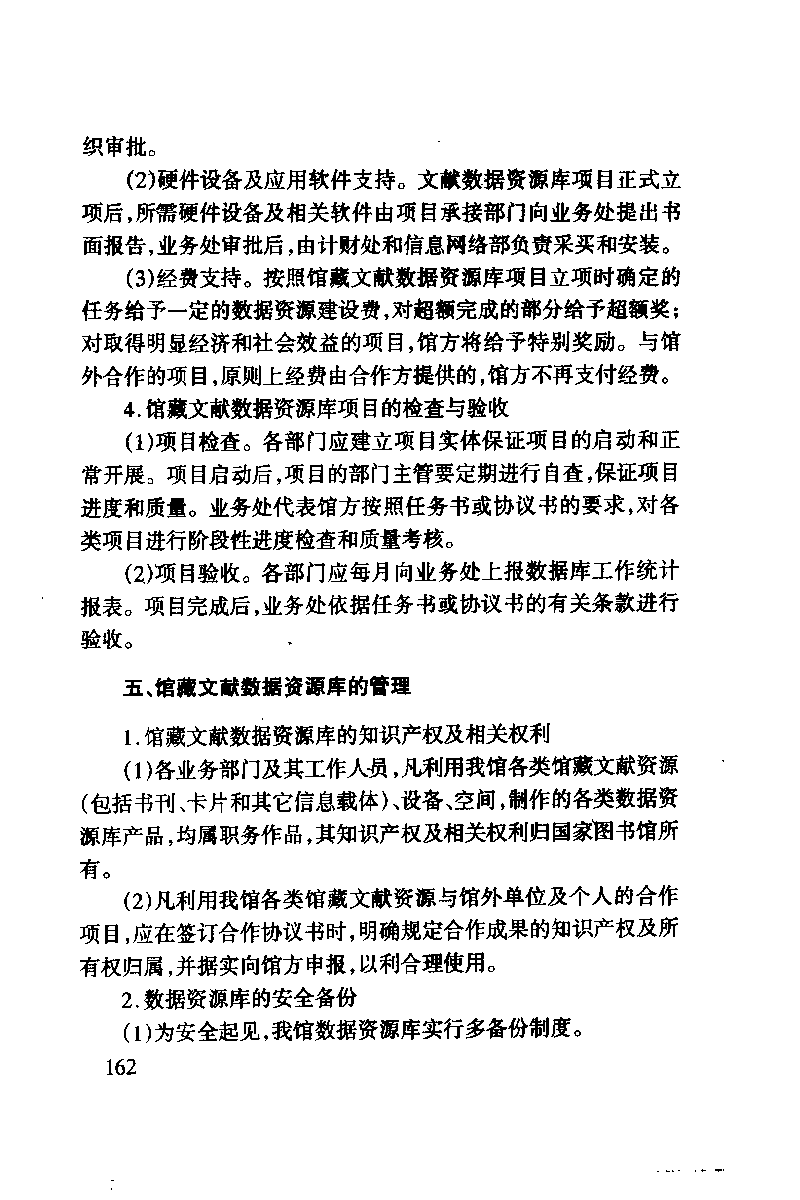 织审批。
(2)硬件设备及应用软件支持。文献数据资源库项目正式立
项后,所需硬件设备及相关软件由项目承接部门向业务处提出书
面报告,业务处审批后,由计财处和信息网络部负责采买和安装。
(3)经费支持。按照馆藏文献数据资源库项目立项时确定的
任务给予一定的数据资源建设费,对超额完成的部分给予超额奖;
对取得明显经济和社会效益的项目,馆方将给予特别奖励。与馆
外合作的项目,原则上经费由合作方提供的,馆方不再支付经费。
4.馆藏文献数据资源库项目的检查与验收
(1)项目检查。各部门应建立项目实体保证项目的启动和正
常开展。项目启动后,项目的部门主管要定期进行自查,保证项目
进度和质量。业务处代表馆方按照任务书或协议书的要求,对各
类项目进行阶段性进度检查和质量考核。
(2)项目验收。各部门应每月向业务处上报数据库工作统计
报表。项目完成后,业务处依据任务书或协议书的有关条款进行
验收。
五、馆藏文献数据资源库的管理
1.馆藏文献数据资源库的知识产权及相关权利
(1)各业务部门及其工作人员,凡利用我馆各类馆藏文献资源
(包括书刊、卡片和其它信息载体)、设备、空间,制作的各类数据资
源库产品,均属职务作品,其知识产权及相关权利归国家图书馆所
有。
(2)凡利用我馆各类馆藏文献资源与馆外单位及个人的合作
项目,应在签订合作协议书时,明确规定合作成果的知识产权及所
有权归属,并据实向馆方申报,以利合理使用。
2.数据资源库的安全备份
(1)为安全起见,我馆数据资源库实行多备份制度。
162